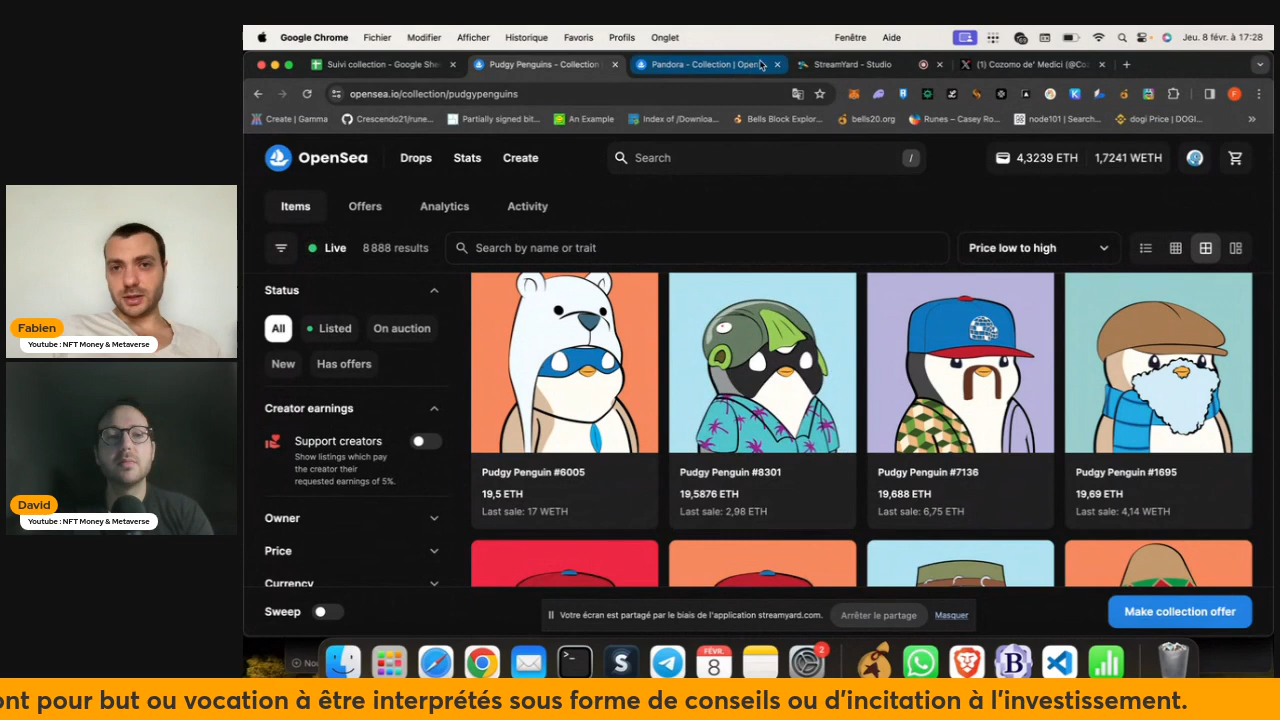 Google Chrome Fichier Modifier Afficher Historique Favoris Profils Onglet Fenêtre Aide Jeu. 8 févr. à 17:28
Suivi collection - Google She Pudgy Penguins - Collection Pandora - Collection | Open StreamYard - Studio (1) Cozomo de' Medici (@Co
opensea.io/collection/pudgypenguins
Create | Gamma Crescendo21/rune... Partially signed bit... An Example Index of /Downloa... Bells Block Explor... bells20.org Runes – Casey Ro... node101 | Search... dogi Price | DOGI...
OpenSea Drops Stats Create Search / 4,3239 ETH 1,7241 WETH
Items Offers Analytics Activity
Live 8 888 results Search by name or trait Price low to high
Status
All Listed On auction
New Has offers
Creator earnings
Support creators
Show listings which pay
the creator their
requested earnings of 5%.
Owner
Price
Currency
Sweep
Pudgy Penguin #6005
19,5 ETH
Last sale: 17 WETH
Pudgy Penguin #8301
19,5876 ETH
Last sale: 2,98 ETH
Pudgy Penguin #7136
19,688 ETH
Last sale: 6,75 ETH
Pudgy Penguin #1695
19,69 ETH
Last sale: 4,14 WETH
Votre écran est partagé par le biais de l'application streamyard.com. Arrêter le partage Masquer
Make collection offer
Fabien
Youtube : NFT Money & Metaverse
David
Youtube : NFT Money & Metaverse
FÉVR.
8
2
ont pour but ou vocation à être interprétés sous forme de conseils ou d'incitation à l'investissement.